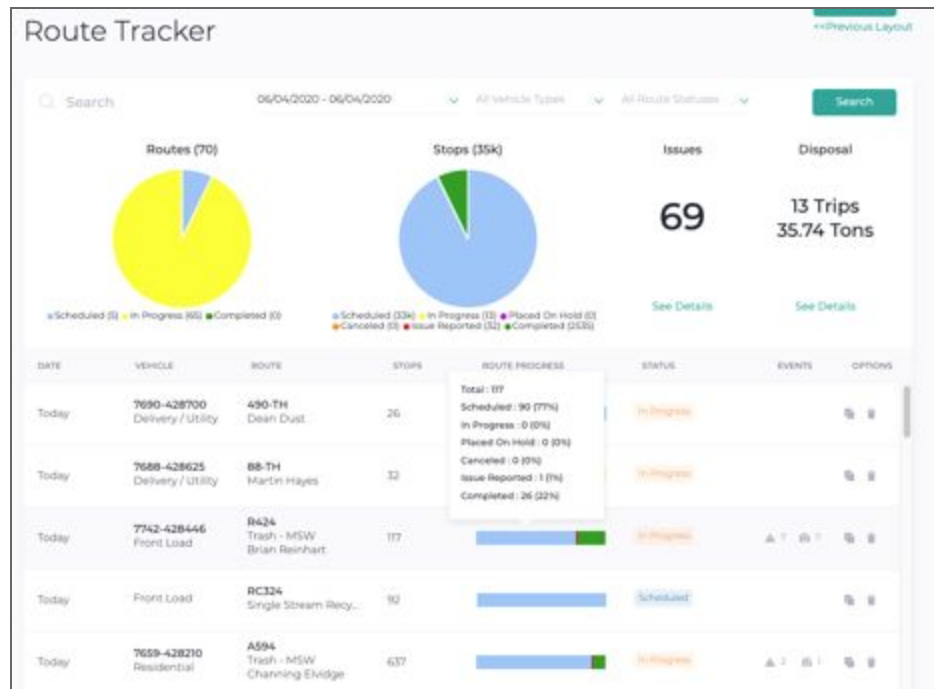 Route Tracker
<<Previous Layout
Search
06/04/2020 - 06/04/2020
All Vehicle Types
All Route Statuses
Search
Routes (70)
Stops (35k)
Issues
Disposal
69
13 Trips
35.74 Tons
Scheduled (5) In Progress (65) Completed (0)
Scheduled (33k) In Progress (13) Placed On Hold (0)
Canceled (0) Issue Reported (32) Completed (2535)
See Details
See Details
DATE VEHICLE ROUTE STOPS ROUTE PROGRESS STATUS EVENTS OPTIONS
Total : 117
Scheduled : 90 (77%)
In Progress : 0 (0%)
Placed On Hold : 0 (0%)
Canceled : 0 (0%)
Issue Reported : 1 (1%)
Completed : 26 (22%)
Today
7690-428700
Delivery / Utility
490-TH
Dean Dust
26
In Progress
Today
7688-428625
Delivery / Utility
88-TH
Martin Hayes
32
In Progress
Today
7742-428446
Front Load
R424
Trash - MSW
Brian Reinhart
117
In Progress
Today
Front Load
RC324
Single Stream Recy...
92
Scheduled
Today
7659-428210
Residential
A594
Trash - MSW
Channing Elvidge
637
In Progress
2
1